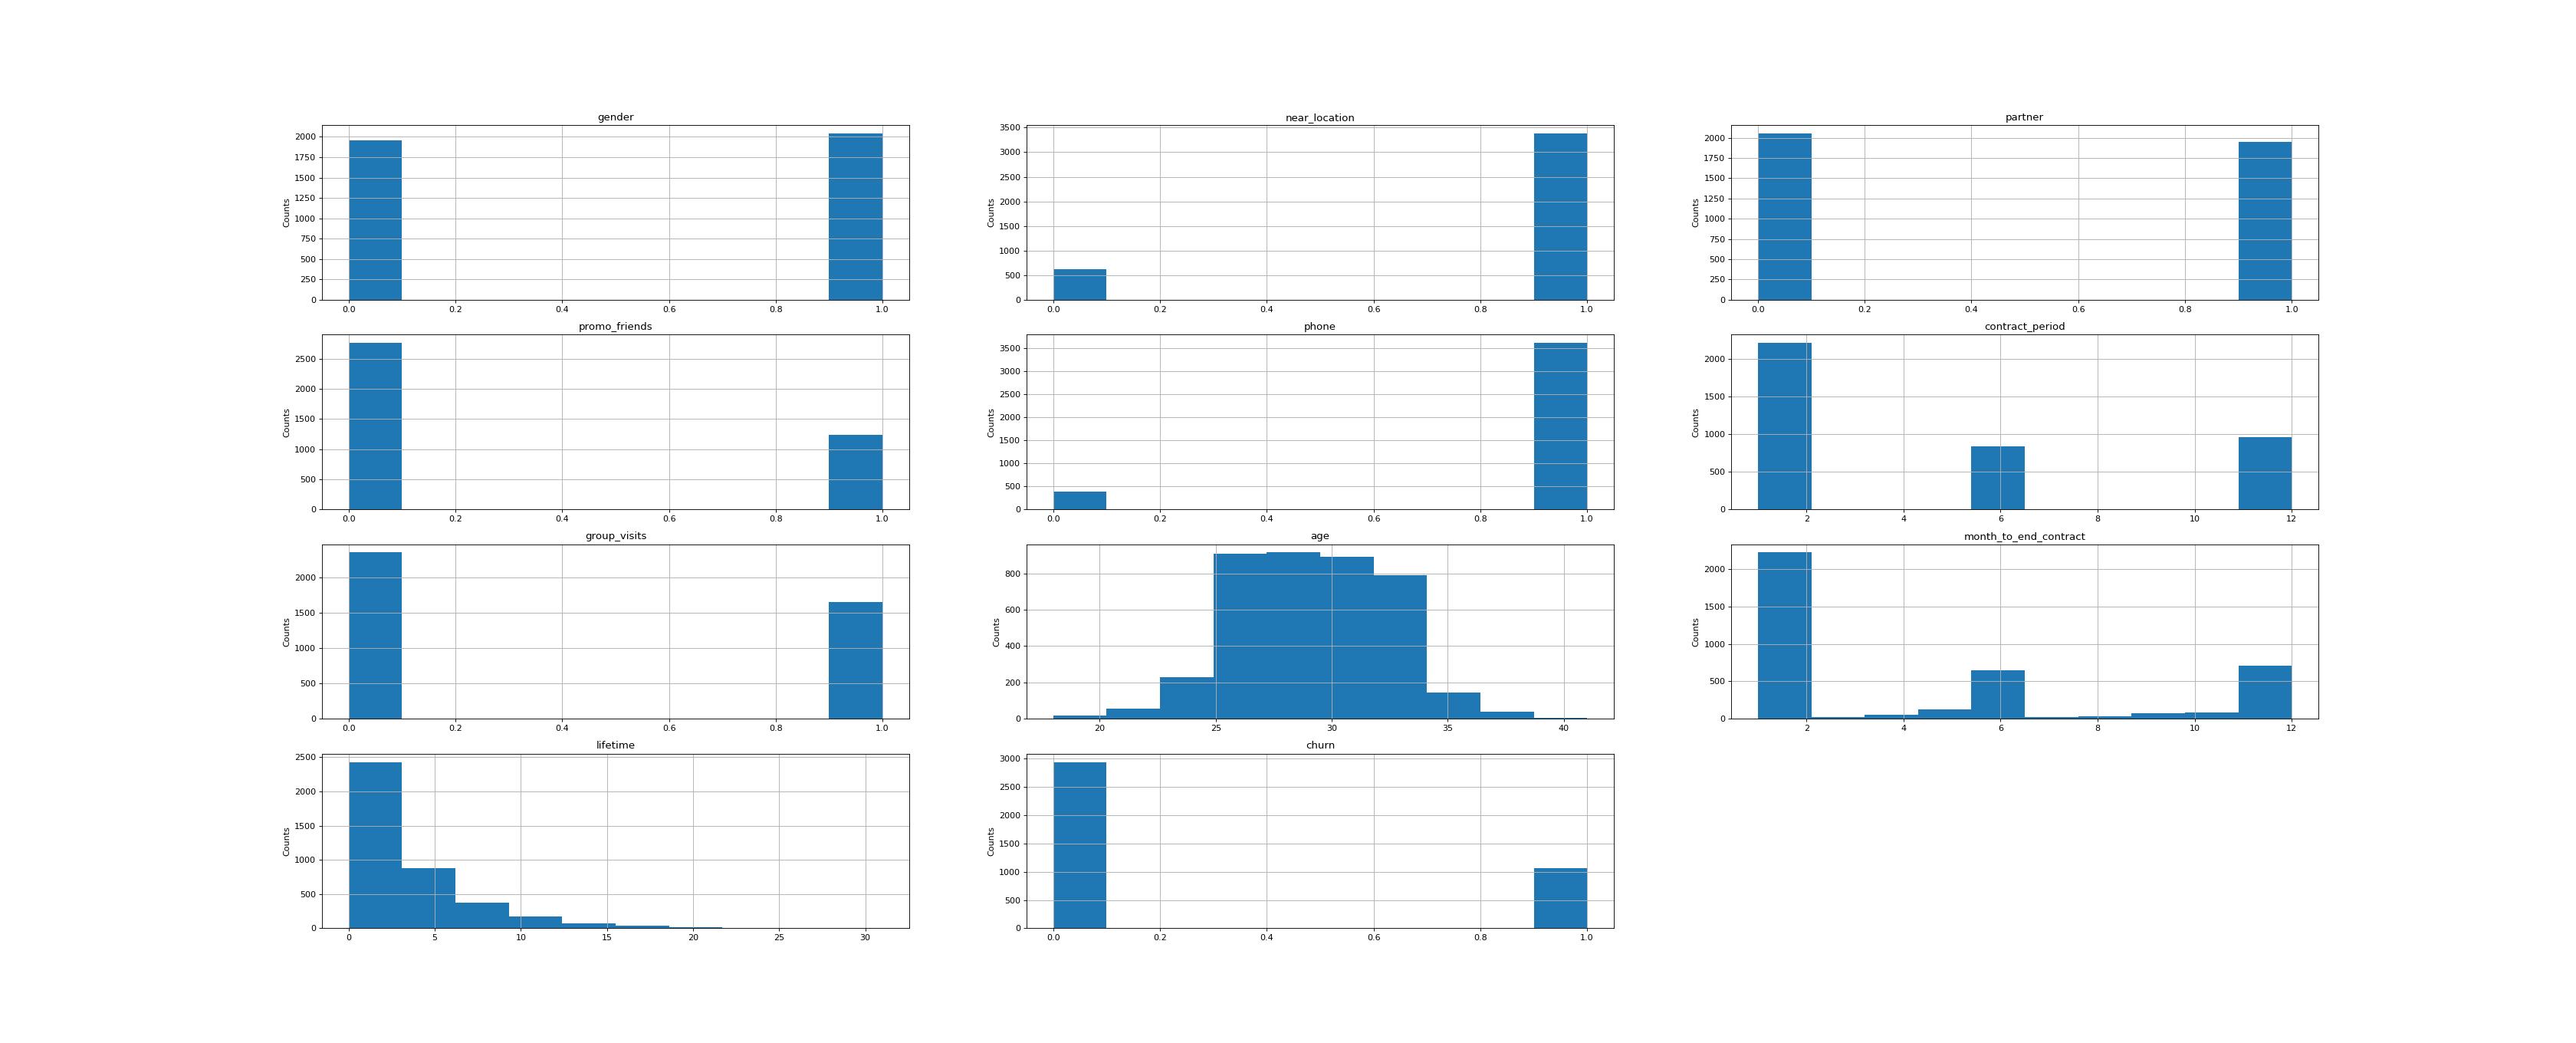 gender
2000
1750
1500
1250
1000
750
500
250
0
Counts
0.0 0.2 0.4 0.6 0.8 1.0
near_location
3500
3000
2500
2000
1500
1000
500
0
Counts
0.0 0.2 0.4 0.6 0.8 1.0
partner
2000
1750
1500
1250
1000
750
500
250
0
Counts
0.0 0.2 0.4 0.6 0.8 1.0
promo_friends
2500
2000
1500
1000
500
0
Counts
0.0 0.2 0.4 0.6 0.8 1.0
phone
3500
3000
2500
2000
1500
1000
500
0
Counts
0.0 0.2 0.4 0.6 0.8 1.0
contract_period
2000
1500
1000
500
0
Counts
2 4 6 8 10 12
group_visits
2000
1500
1000
500
0
Counts
0.0 0.2 0.4 0.6 0.8 1.0
age
800
600
400
200
0
Counts
20 25 30 35 40
month_to_end_contract
2000
1500
1000
500
0
Counts
2 4 6 8 10 12
lifetime
2500
2000
1500
1000
500
0
Counts
0 5 10 15 20 25 30
churn
3000
2500
2000
1500
1000
500
0
Counts
0.0 0.2 0.4 0.6 0.8 1.0